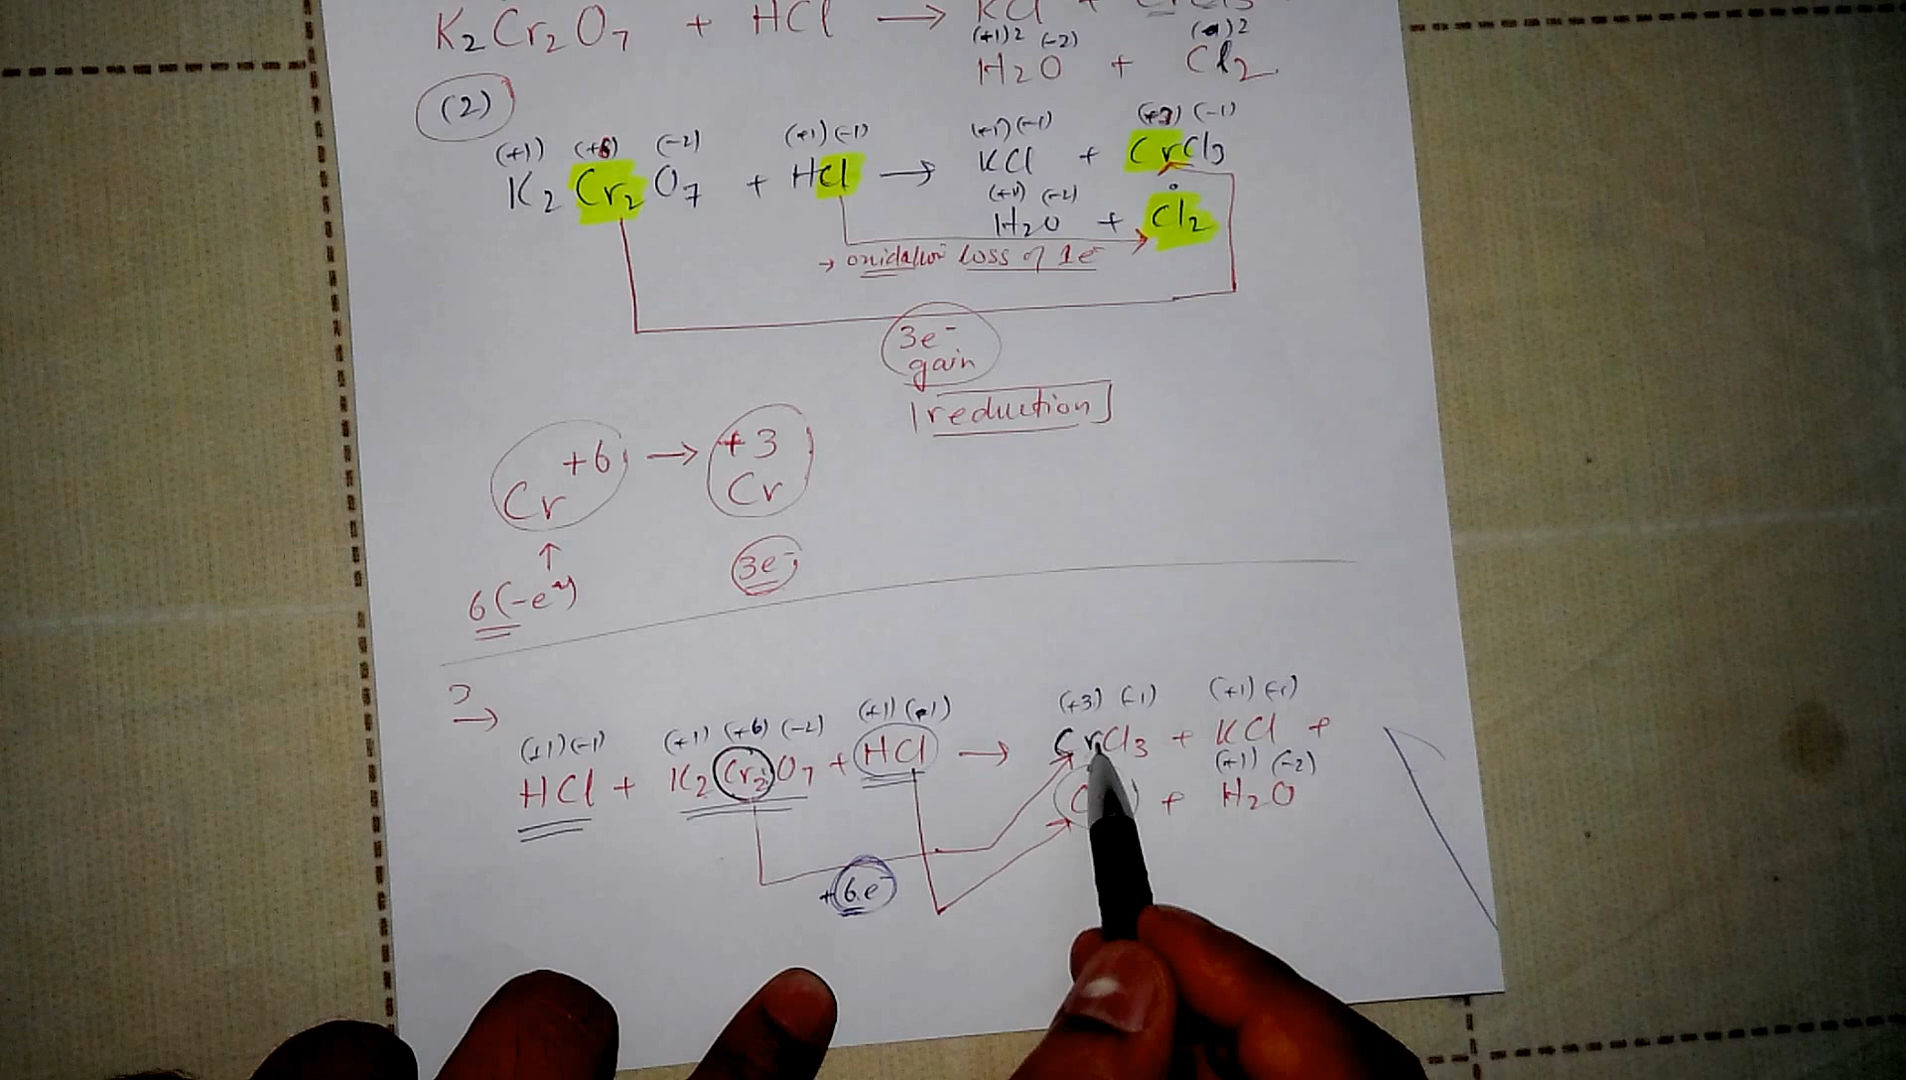 K2Cr2O7 + HCl → KCl + CrCl3
(+1)2 (-2) ( )2
H2O + Cl2
(2)
(+1) (+6) (-2) (+1) (-1) (+1) (-1) (+3) (-1)
K2Cr2O7 + HCl → KCl + CrCl3
(+1) (-2) 0
H2O + Cl2
→ onidation loss of 1e-
3e-
gain
reduction
Cr+6 → +3
Cr
3e-
6(-e)
3 →
(+1)(-1) (+1) (+6) (-2) (+1) ( 1) (+3) (-1) (+1) (-1)
HCl + K2Cr2O7 + HCl → CrCl3 + KCl +
(+1) (-2)
+ H2O
+6e-